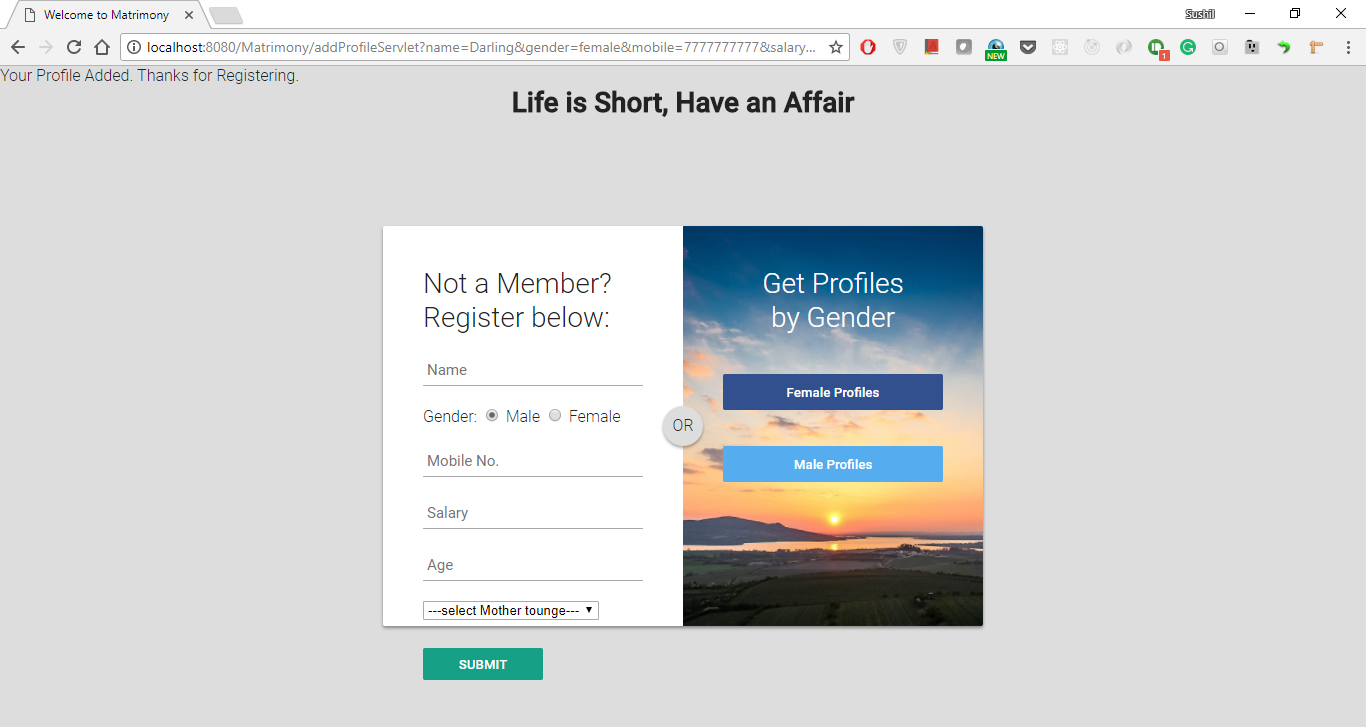 Welcome to Matrimony
Sushil
localhost:8080/Matrimony/addProfileServlet?name=Darling&gender=female&mobile=7777777777&salary...
NEW
1
Your Profile Added. Thanks for Registering.
Life is Short, Have an Affair
Not a Member?
Register below:
Name
Gender: Male Female
Mobile No.
Salary
Age
---select Mother tounge---
SUBMIT
OR
Get Profiles
by Gender
Female Profiles
Male Profiles